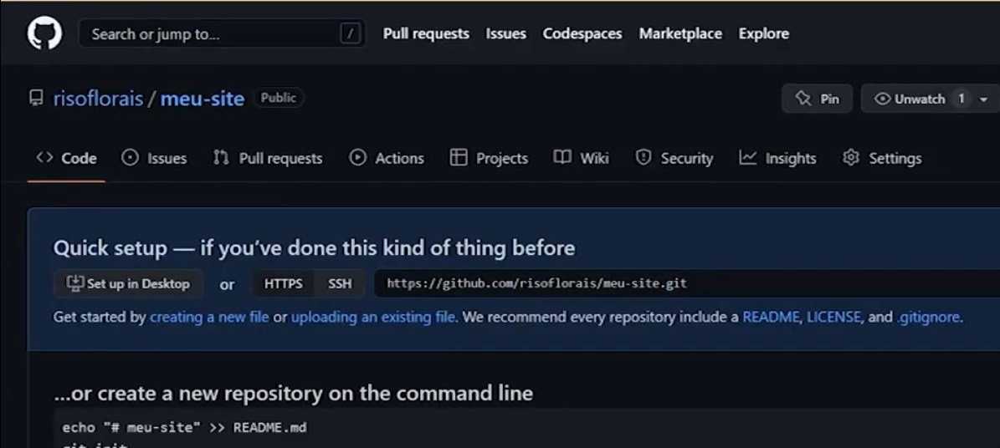 Search or jump to... / Pull requests Issues Codespaces Marketplace Explore
risoflorais / meu-site Public Pin Unwatch 1
<> Code Issues Pull requests Actions Projects Wiki Security Insights Settings
Quick setup — if you've done this kind of thing before
Set up in Desktop or HTTPS SSH https://github.com/risoflorais/meu-site.git
Get started by creating a new file or uploading an existing file. We recommend every repository include a README, LICENSE, and .gitignore.
...or create a new repository on the command line
echo "# meu-site" >> README.md
git init